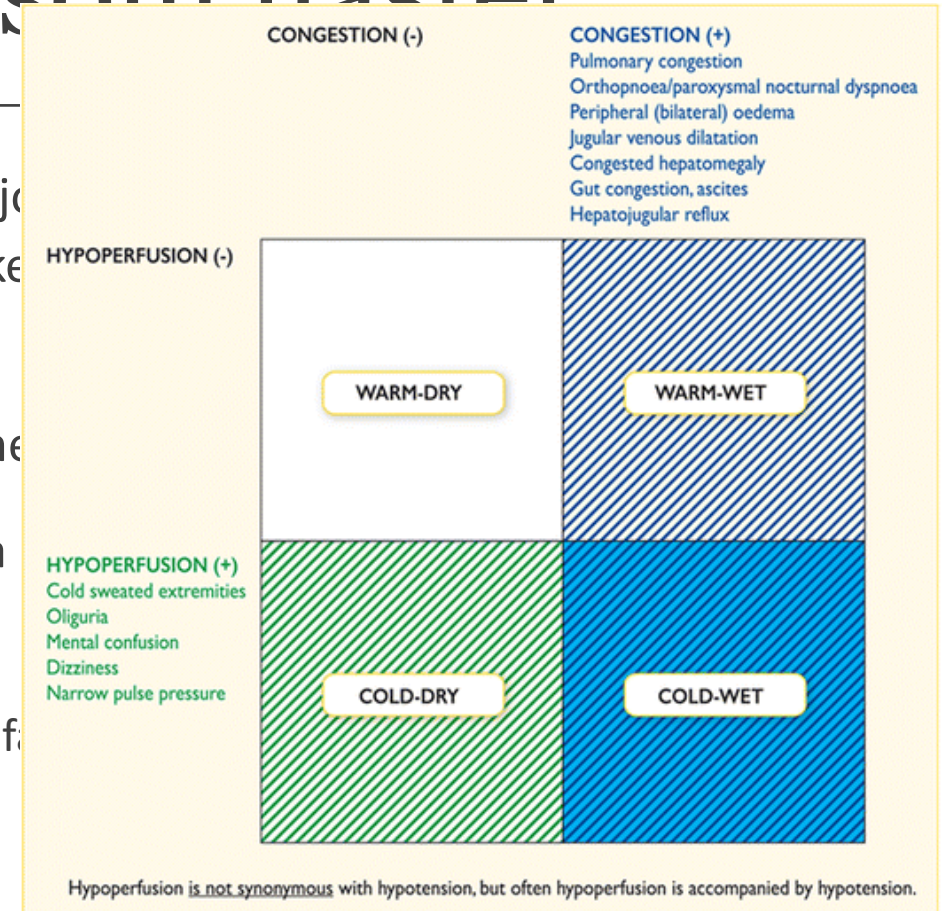 CONGESTION (-)
CONGESTION (+)
Pulmonary congestion
Orthopnoea/paroxysmal nocturnal dyspnoea
Peripheral (bilateral) oedema
Jugular venous dilatation
Congested hepatomegaly
Gut congestion, ascites
Hepatojugular reflux
HYPOPERFUSION (-)
WARM-DRY
WARM-WET
HYPOPERFUSION (+)
Cold sweated extremities
Oliguria
Mental confusion
Dizziness
Narrow pulse pressure
COLD-DRY
COLD-WET
Hypoperfusion is not synonymous with hypotension, but often hypoperfusion is accompanied by hypotension.